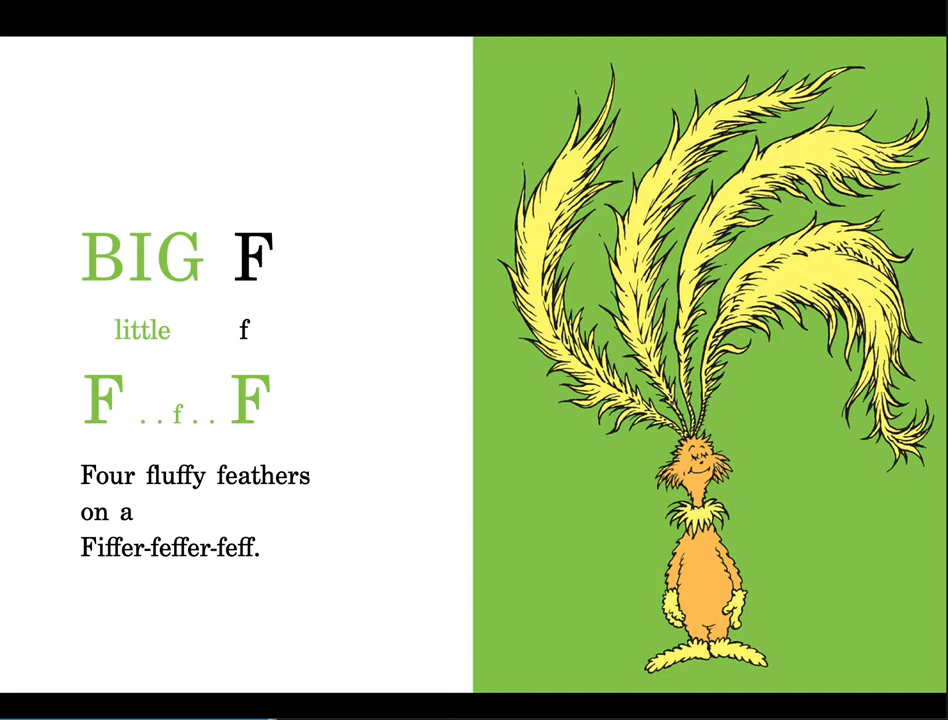 BIG F
little f
F..f..F
Four fluffy feathers
on a
Fiffer-feffer-feff.